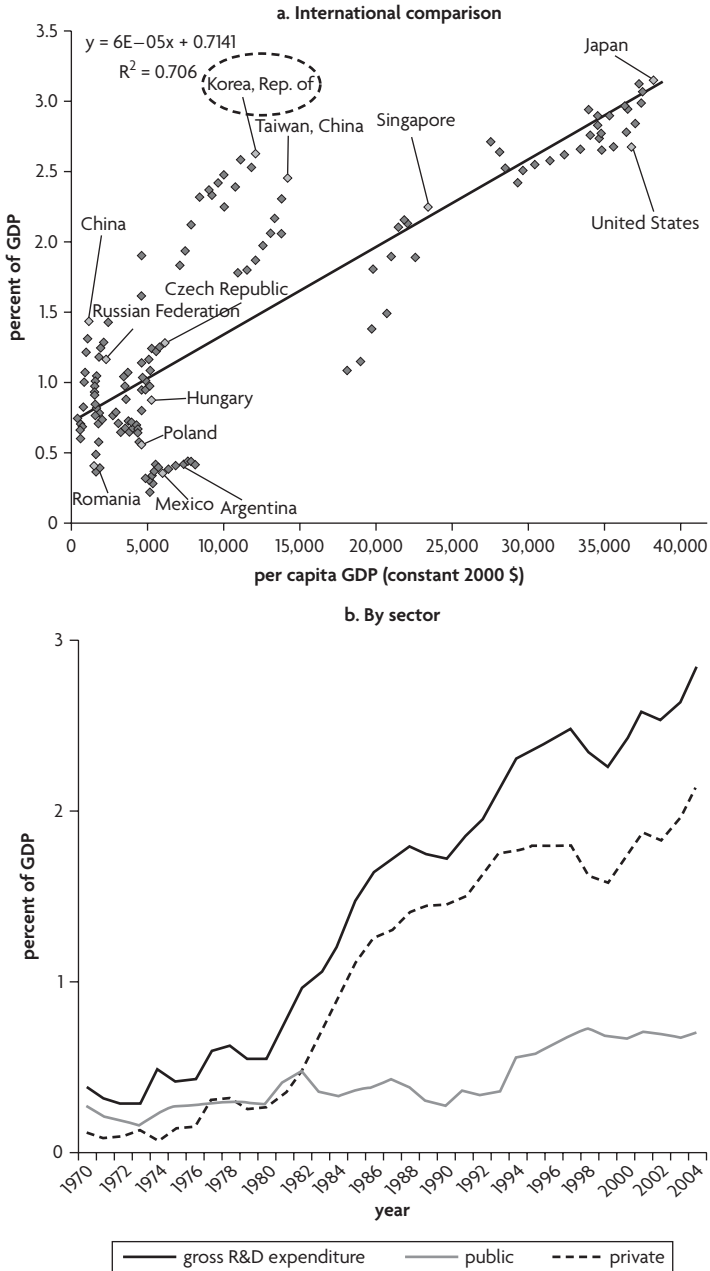 a. International comparison
percent of GDP
3.5
3.0
2.5
2.0
1.5
1.0
0.5
0
y = 6E–05x + 0.7141
R² = 0.706
Korea, Rep. of
Taiwan, China
Singapore
Japan
United States
China
Czech Republic
Russian Federation
Hungary
Poland
Romania
Mexico
Argentina
0 5,000 10,000 15,000 20,000 25,000 30,000 35,000 40,000
per capita GDP (constant 2000 $)
b. By sector
percent of GDP
3
2
1
0
1970 1972 1974 1976 1978 1980 1982 1984 1986 1988 1990 1992 1994 1996 1998 2000 2002 2004
year
gross R&D expenditure public private